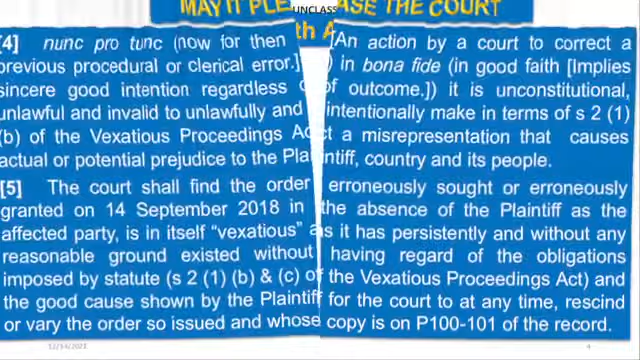 MAY IT PLEASE THE COURT
UNCLASS
th A
[4] nunc pro tunc (now for then [An action by a court to correct a
previous procedural or clerical error.]) in bona fide (in good faith [Implies
sincere good intention regardless of outcome.]) it is unconstitutional,
unlawful and invalid to unlawfully and intentionally make in terms of s 2 (1)
(b) of the Vexatious Proceedings Act a misrepresentation that causes
actual or potential prejudice to the Plaintiff, country and its people.
[5] The court shall find the order erroneously sought or erroneously
granted on 14 September 2018 in the absence of the Plaintiff as the
affected party, is in itself “vexatious” as it has persistently and without any
reasonable ground existed without having regard of the obligations
imposed by statute (s 2 (1) (b) & (c) of the Vexatious Proceedings Act) and
the good cause shown by the Plaintiff for the court to at any time, rescind
or vary the order so issued and whose copy is on P100-101 of the record.
12/14/2021
4